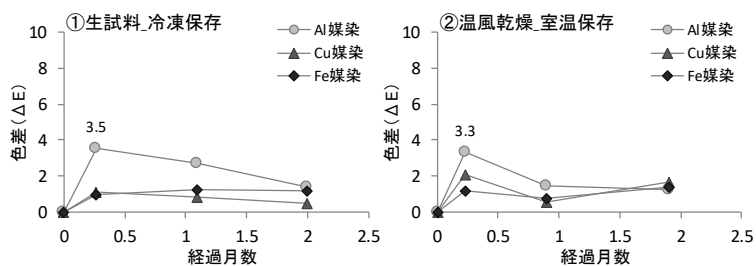 ①生試料_冷凍保存
10
8
6
4
2
0
色差(ΔE)
Al媒染
Cu媒染
Fe媒染
3.5
0 0.5 1 1.5 2 2.5
経過月数
②温風乾燥_室温保存
10
8
6
4
2
0
色差(ΔE)
Al媒染
Cu媒染
Fe媒染
3.3
0 0.5 1 1.5 2 2.5
経過月数